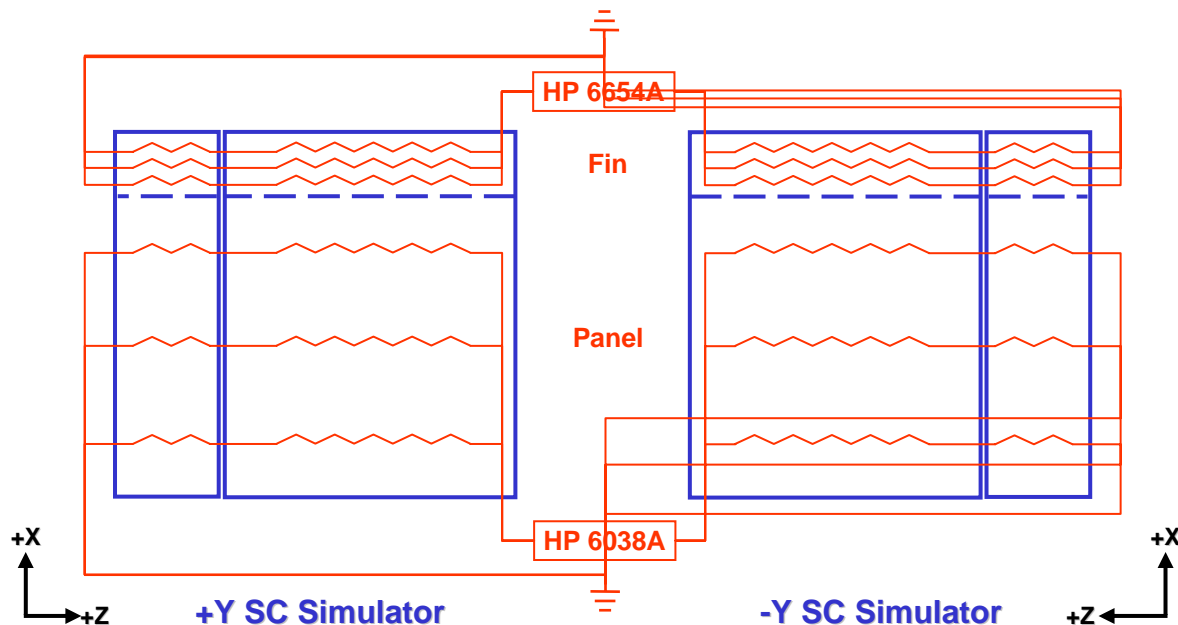 HP 6654A
Fin
Panel
HP 6038A
+X
+Z
+Y SC Simulator
-Y SC Simulator
+X
+Z